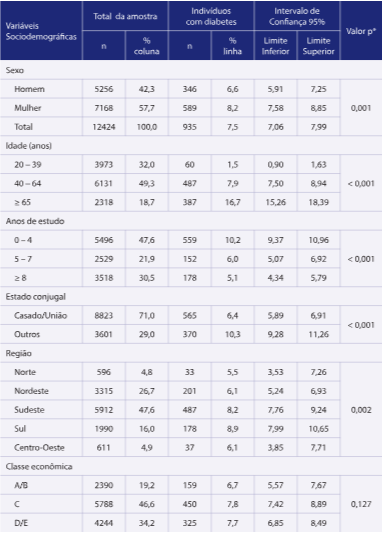 Variáveis Sociodemográficas | Total da amostra | Indivíduos com diabetes | Intervalo de Confiança 95% | Valor p*
n | % coluna | n | % linha | Limite Inferior | Limite Superior
Sexo
Homem | 5256 | 42,3 | 346 | 6,6 | 5,91 | 7,25 | 0,001
Mulher | 7168 | 57,7 | 589 | 8,2 | 7,58 | 8,85
Total | 12424 | 100,0 | 935 | 7,5 | 7,06 | 7,99
Idade (anos)
20 – 39 | 3973 | 32,0 | 60 | 1,5 | 0,90 | 1,63 | < 0,001
40 – 64 | 6131 | 49,3 | 487 | 7,9 | 7,50 | 8,94
≥ 65 | 2318 | 18,7 | 387 | 16,7 | 15,26 | 18,39
Anos de estudo
0 – 4 | 5496 | 47,6 | 559 | 10,2 | 9,37 | 10,96 | < 0,001
5 – 7 | 2529 | 21,9 | 152 | 6,0 | 5,07 | 6,92
≥ 8 | 3518 | 30,5 | 178 | 5,1 | 4,34 | 5,79
Estado conjugal
Casado/União | 8823 | 71,0 | 565 | 6,4 | 5,89 | 6,91 | < 0,001
Outros | 3601 | 29,0 | 370 | 10,3 | 9,28 | 11,26
Região
Norte | 596 | 4,8 | 33 | 5,5 | 3,53 | 7,26 | 0,002
Nordeste | 3315 | 26,7 | 201 | 6,1 | 5,24 | 6,93
Sudeste | 5912 | 47,6 | 487 | 8,2 | 7,76 | 9,24
Sul | 1990 | 16,0 | 178 | 8,9 | 7,99 | 10,65
Centro-Oeste | 611 | 4,9 | 37 | 6,1 | 3,85 | 7,71
Classe econômica
A/B | 2390 | 19,2 | 159 | 6,7 | 5,57 | 7,67 | 0,127
C | 5788 | 46,6 | 450 | 7,8 | 7,42 | 8,89
D/E | 4244 | 34,2 | 325 | 7,7 | 6,85 | 8,49